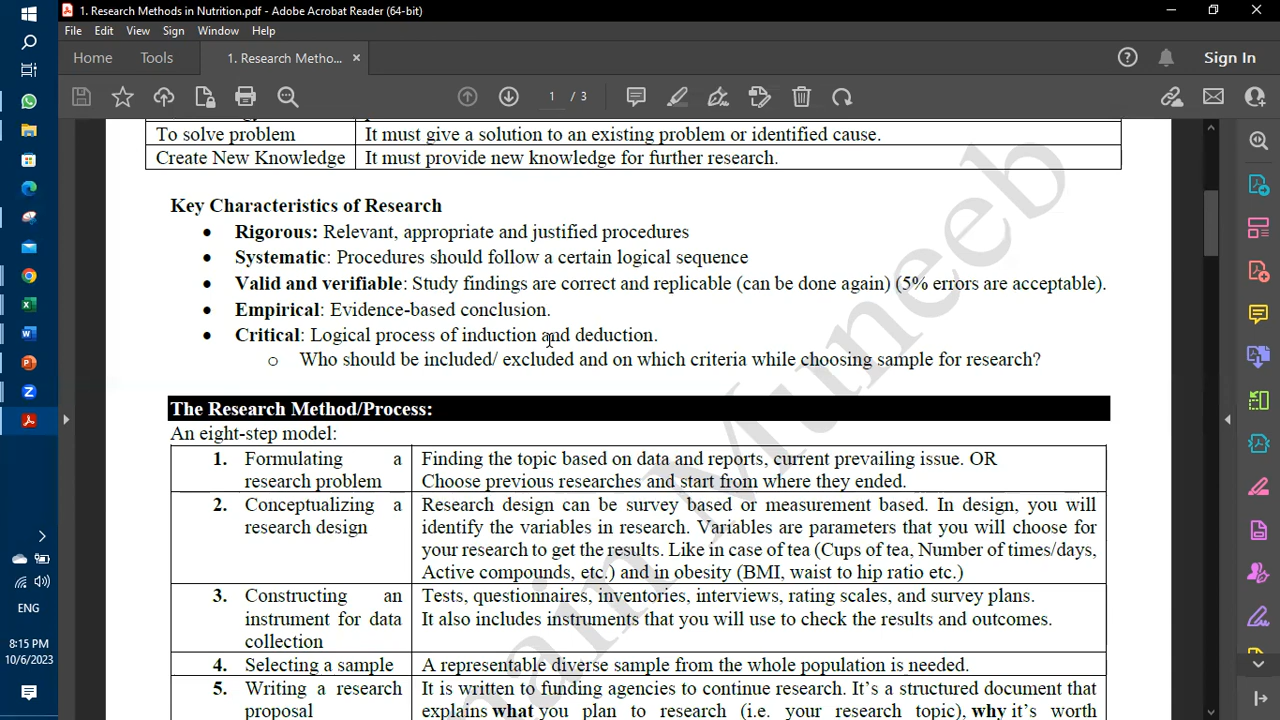 1. Research Methods in Nutrition.pdf - Adobe Acrobat Reader (64-bit)
File Edit View Sign Window Help
Home Tools 1. Research Metho... × Sign In
1 / 3
To solve problem It must give a solution to an existing problem or identified cause.
Create New Knowledge It must provide new knowledge for further research.
Key Characteristics of Research
• Rigorous: Relevant, appropriate and justified procedures
• Systematic: Procedures should follow a certain logical sequence
• Valid and verifiable: Study findings are correct and replicable (can be done again) (5% errors are acceptable).
• Empirical: Evidence-based conclusion.
• Critical: Logical process of induction and deduction.
o Who should be included/ excluded and on which criteria while choosing sample for research?
The Research Method/Process:
An eight-step model:
1. Formulating a research problem
Finding the topic based on data and reports, current prevailing issue. OR
Choose previous researches and start from where they ended.
2. Conceptualizing a research design
Research design can be survey based or measurement based. In design, you will
identify the variables in research. Variables are parameters that you will choose for
your research to get the results. Like in case of tea (Cups of tea, Number of times/days,
Active compounds, etc.) and in obesity (BMI, waist to hip ratio etc.)
3. Constructing an
instrument for data
collection
Tests, questionnaires, inventories, interviews, rating scales, and survey plans.
It also includes instruments that you will use to check the results and outcomes.
4. Selecting a sample A representable diverse sample from the whole population is needed.
5. Writing a research
proposal
It is written to funding agencies to continue research. It's a structured document that
explains what you plan to research (i.e. your research topic), why it's worth
Muneeb
ENG
8:15 PM
10/6/2023